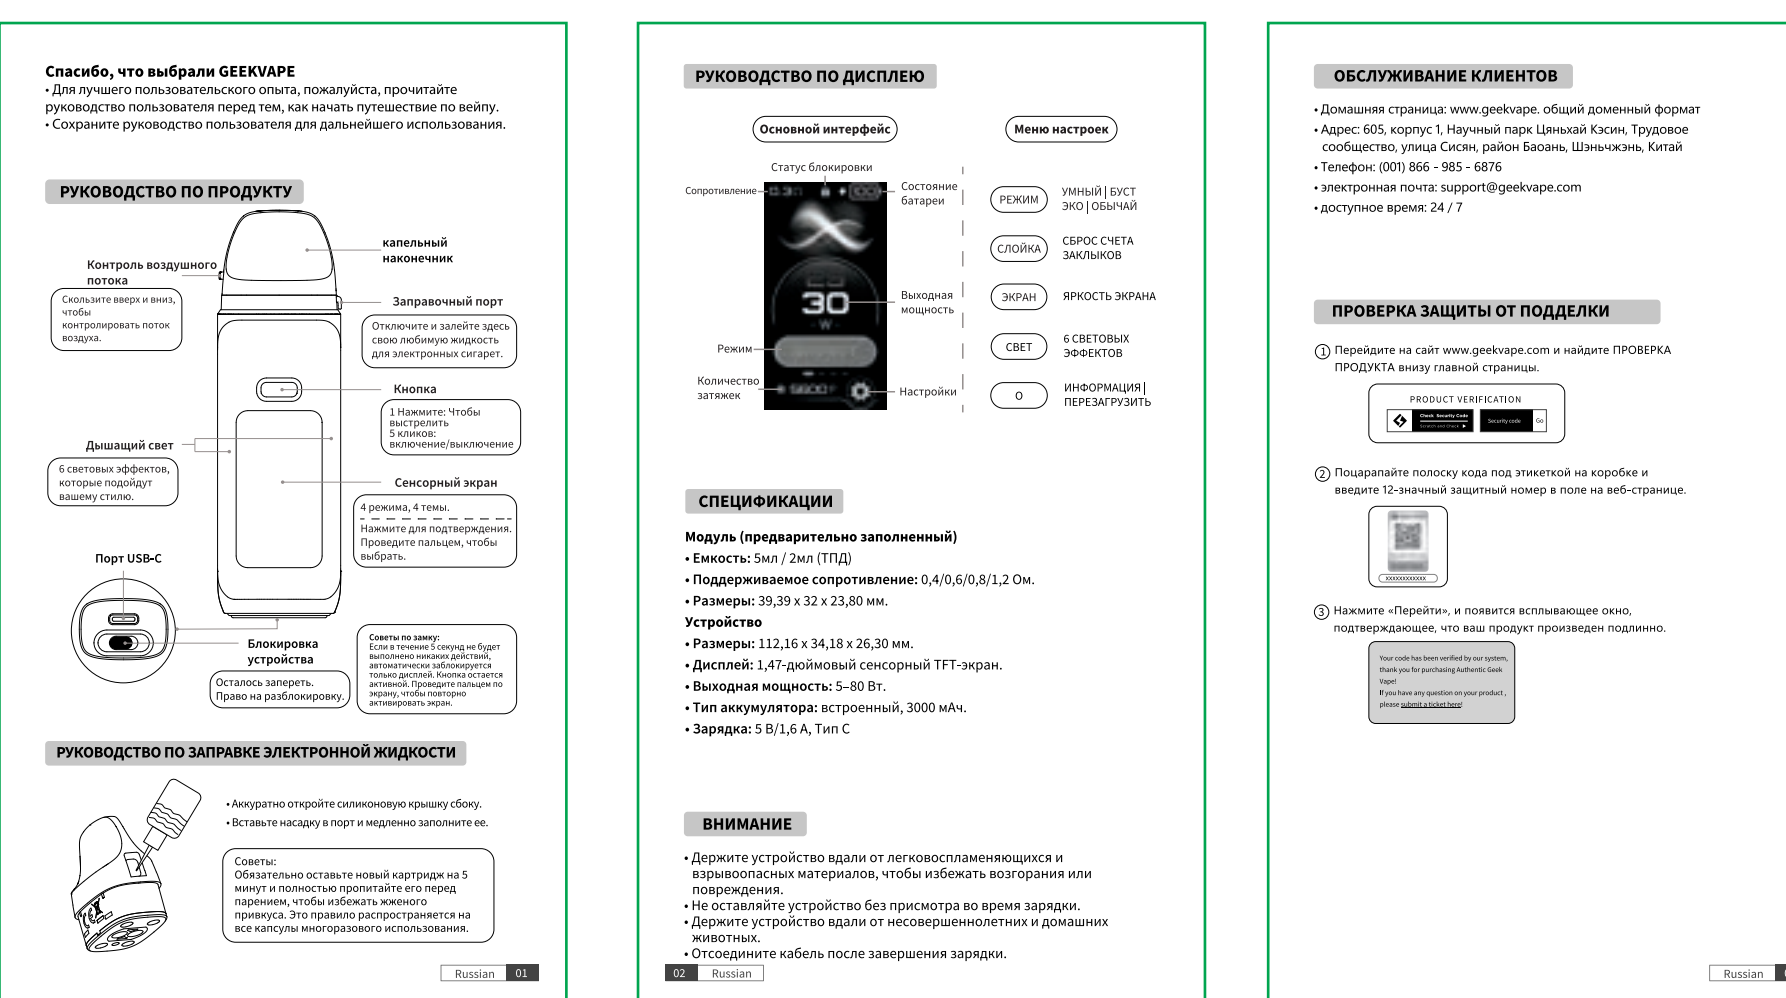 Спасибо, что выбрали GEEKVAPE
• Для лучшего пользовательского опыта, пожалуйста, прочитайте
руководство пользователя перед тем, как начать путешествие по вейпу.
• Сохраните руководство пользователя для дальнейшего использования.
РУКОВОДСТВО ПО ПРОДУКТУ
капельный
наконечник
Контроль воздушного
потока
Скользите вверх и вниз,
чтобы
контролировать поток
воздуха.
Заправочный порт
Отключите и залейте здесь
свою любимую жидкость
для электронных сигарет.
Кнопка
1 Нажмите: Чтобы
выстрелить
5 кликов:
включение/выключение
Дышащий свет
6 световых эффектов,
которые подойдут
вашему стилю.
Сенсорный экран
4 режима, 4 темы.
Нажмите для подтверждения.
Проведите пальцем, чтобы
выбрать.
Порт USB-C
Блокировка
устройства
Осталось запереть.
Право на разблокировку.
Советы по замку:
Если в течение 5 секунд не будет
выполнено никаких действий,
автоматически заблокируется
только дисплей. Кнопка остается
активной. Проведите пальцем по
экрану, чтобы повторно
активировать экран.
РУКОВОДСТВО ПО ЗАПРАВКЕ ЭЛЕКТРОННОЙ ЖИДКОСТИ
• Аккуратно откройте силиконовую крышку сбоку.
• Вставьте насадку в порт и медленно заполните ее.
Советы:
Обязательно оставьте новый картридж на 5
минут и полностью пропитайте его перед
парением, чтобы избежать жженого
привкуса. Это правило распространяется на
все капсулы многоразового использования.
Russian 01
РУКОВОДСТВО ПО ДИСПЛЕЮ
Основной интерфейс
Статус блокировки
Сопротивление
Состояние
батареи
30
W
Выходная
мощность
Режим
Количество
затяжек
Настройки
Меню настроек
РЕЖИМ УМНЫЙ | БУСТ
ЭКО | ОБЫЧАЙ
СЛОЙКА СБРОС СЧЕТА
ЗАКЛЫКОВ
ЭКРАН ЯРКОСТЬ ЭКРАНА
СВЕТ 6 СВЕТОВЫХ
ЭФФЕКТОВ
О ИНФОРМАЦИЯ |
ПЕРЕЗАГРУЗИТЬ
СПЕЦИФИКАЦИИ
Модуль (предварительно заполненный)
• Емкость: 5мл / 2мл (ТПД)
• Поддерживаемое сопротивление: 0,4/0,6/0,8/1,2 Ом.
• Размеры: 39,39 x 32 x 23,80 мм.
Устройство
• Размеры: 112,16 x 34,18 x 26,30 мм.
• Дисплей: 1,47-дюймовый сенсорный TFT-экран.
• Выходная мощность: 5–80 Вт.
• Тип аккумулятора: встроенный, 3000 мАч.
• Зарядка: 5 В/1,6 А, Тип C
ВНИМАНИЕ
• Держите устройство вдали от легковоспламеняющихся и
взрывоопасных материалов, чтобы избежать возгорания или
повреждения.
• Не оставляйте устройство без присмотра во время зарядки.
• Держите устройство вдали от несовершеннолетних и домашних
животных.
• Отсоедините кабель после завершения зарядки.
02 Russian
ОБСЛУЖИВАНИЕ КЛИЕНТОВ
• Домашняя страница: www.geekvape. общий доменный формат
• Адрес: 605, корпус 1, Научный парк Цяньхай Кэсин, Трудовое
сообщество, улица Сисян, район Баоань, Шэньчжэнь, Китай
• Телефон: (001) 866 - 985 - 6876
• электронная почта: support@geekvape.com
• доступное время: 24 / 7
ПРОВЕРКА ЗАЩИТЫ ОТ ПОДДЕЛКИ
1 Перейдите на сайт www.geekvape.com и найдите ПРОВЕРКА
ПРОДУКТА внизу главной страницы.
PRODUCT VERIFICATION
Check Security Code
Scratch and Check
Security code Go
2 Поцарапайте полоску кода под этикеткой на коробке и
введите 12-значный защитный номер в поле на веб-странице.
XXXXXXXXXXXX
3 Нажмите «Перейти», и появится всплывающее окно,
подтверждающее, что ваш продукт произведен подлинно.
Your code has been verified by our system,
thank you for purchasing Authentic Geek
Vape!
If you have any question on your product ,
please submit a ticket here!
Russian